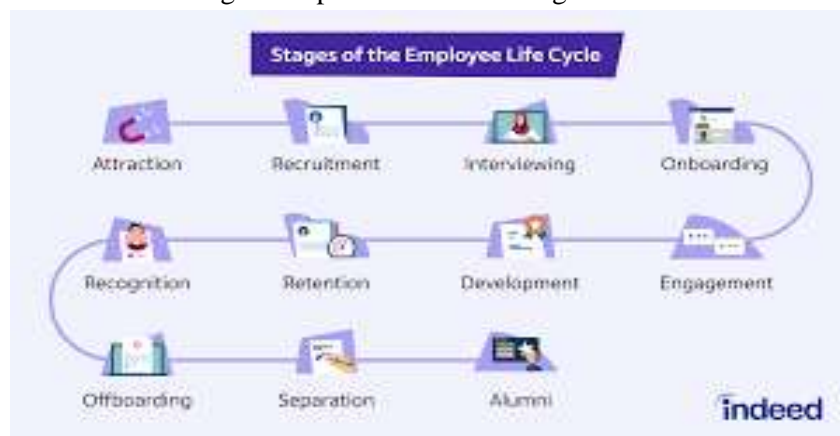 Stages of the Employee Life Cycle
Attraction
Recruitment
Interviewing
Onboarding
Recognition
Retention
Development
Engagement
Offboarding
Separation
Alumni
indeed